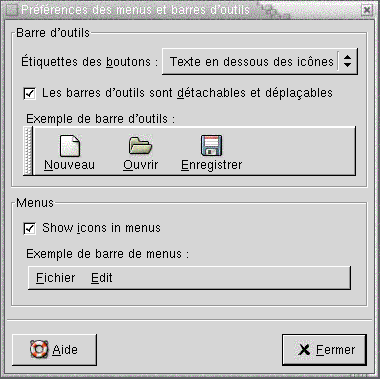 Préférences des menus et barres d'outils
Barre d'outils
Étiquettes des boutons : Texte en dessous des icônes
Les barres d'outils sont détachables et déplaçables
Exemple de barre d'outils :
Nouveau Ouvrir Enregistrer
Menus
Show icons in menus
Exemple de barre de menus :
Fichier Edit
Aide Fermer